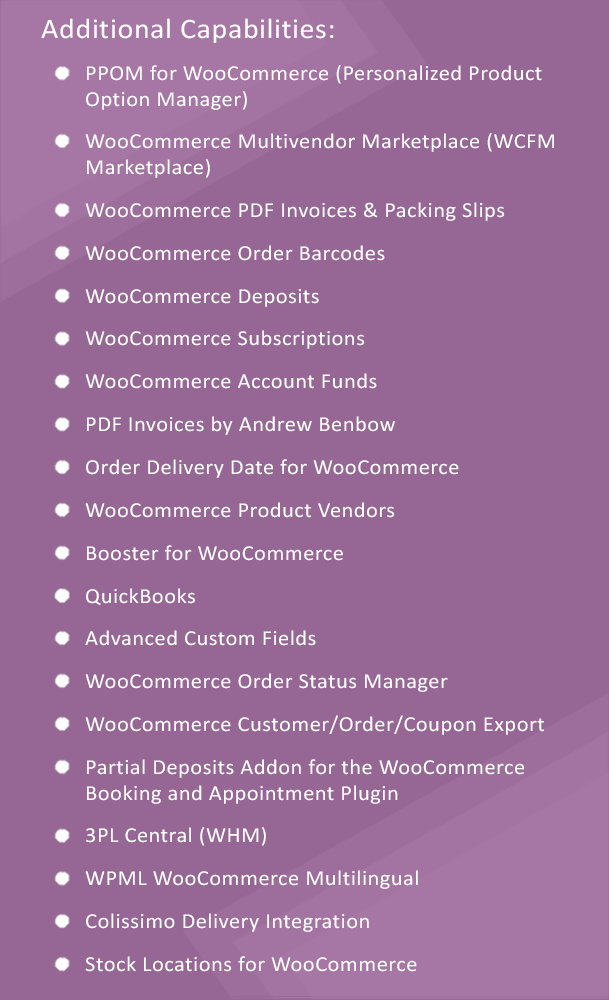 Additional Capabilities:
PPOM for WooCommerce (Personalized Product
Option Manager)
WooCommerce Multivendor Marketplace (WCFM
Marketplace)
WooCommerce PDF Invoices & Packing Slips
WooCommerce Order Barcodes
WooCommerce Deposits
WooCommerce Subscriptions
WooCommerce Account Funds
PDF Invoices by Andrew Benbow
Order Delivery Date for WooCommerce
WooCommerce Product Vendors
Booster for WooCommerce
QuickBooks
Advanced Custom Fields
WooCommerce Order Status Manager
WooCommerce Customer/Order/Coupon Export
Partial Deposits Addon for the WooCommerce
Booking and Appointment Plugin
3PL Central (WHM)
WPML WooCommerce Multilingual
Colissimo Delivery Integration
Stock Locations for WooCommerce